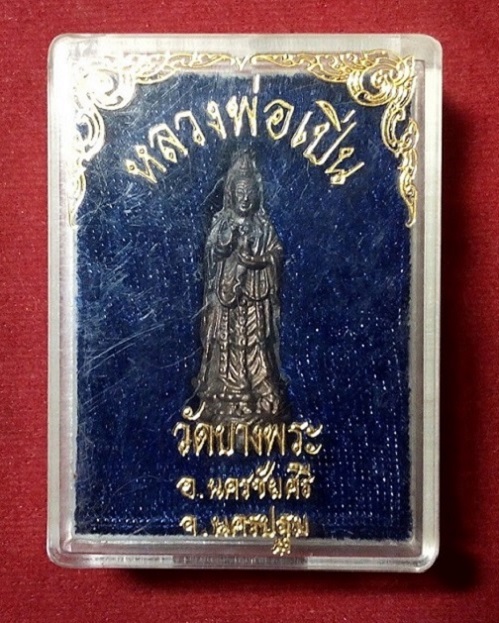 หลวงพ่อเปิ่น
วัดบางพระ
อ.นครชัยศรี
จ.นครปฐม